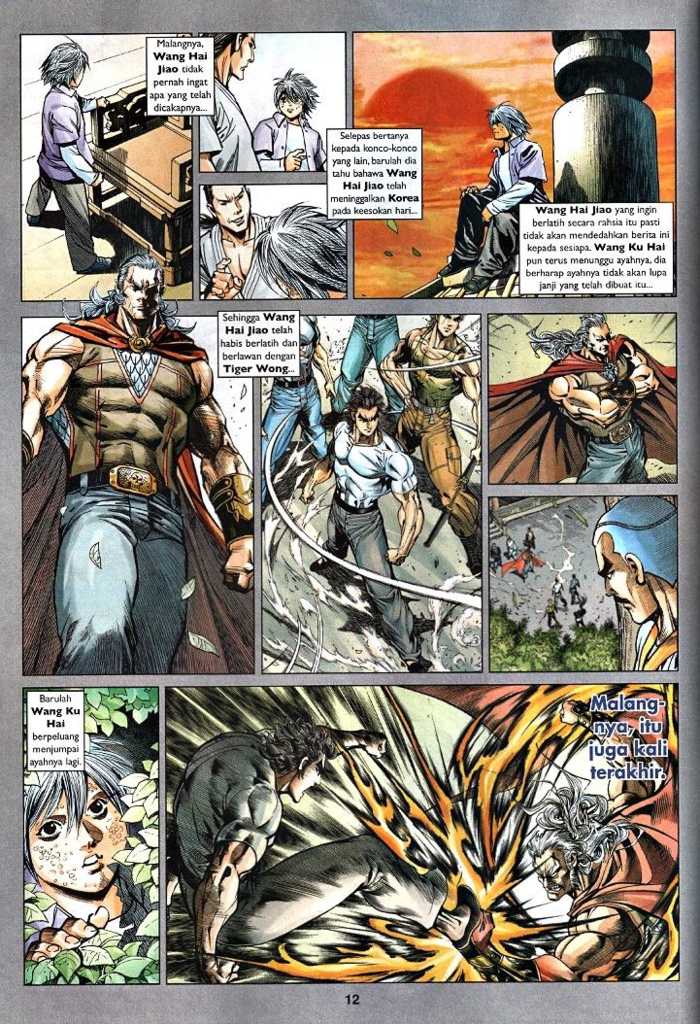 Malangnya,
Wang Hai
Jiao tidak
pernah ingat
apa yang telah
dicakapnya...
Selepas bertanya
kepada konco-konco
yang lain, barulah dia
tahu bahawa Wang
Hai Jiao telah
meninggalkan Korea
pada keesokan hari...
Wang Hai Jiao yang ingin
berlatih secara rahsia itu pasti
tidak akan mendedahkan berita ini
kepada sesiapa. Wang Ku Hai
pun terus menunggu ayahnya, dia
berharap ayahnya tidak akan lupa
janji yang telah dibuat itu...
Sehingga Wang
Hai Jiao telah
habis berlatih dan
berlawan dengan
Tiger Wong...
Barulah
Wang Ku
Hai
berpeluang
menjumpai
ayahnya lagi.
Malang-
nya, itu
juga kali
terakhir.
12